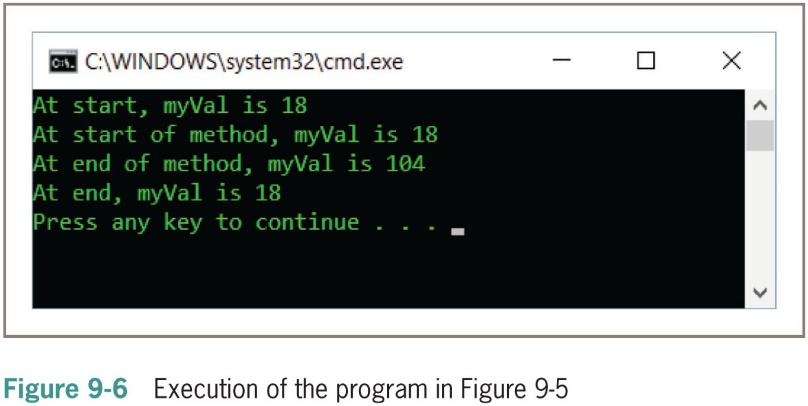 C:\WINDOWS\system32\cmd.exe
At start, myVal is 18
At start of method, myVal is 18
At end of method, myVal is 104
At end, myVal is 18
Press any key to continue . . .
Figure 9-6 Execution of the program in Figure 9-5